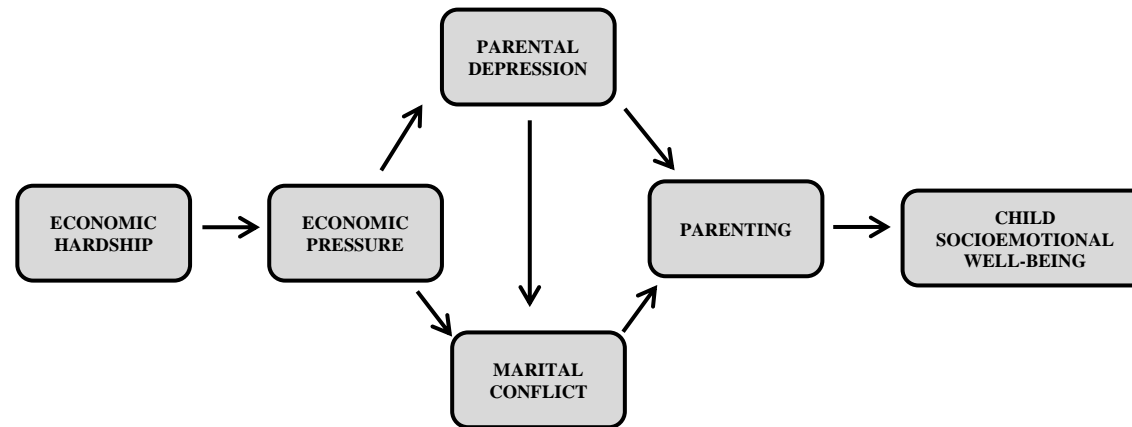 PARENTAL
DEPRESSION
ECONOMIC
HARDSHIP
ECONOMIC
PRESSURE
PARENTING
CHILD
SOCIOEMOTIONAL
WELL-BEING
MARITAL
CONFLICT